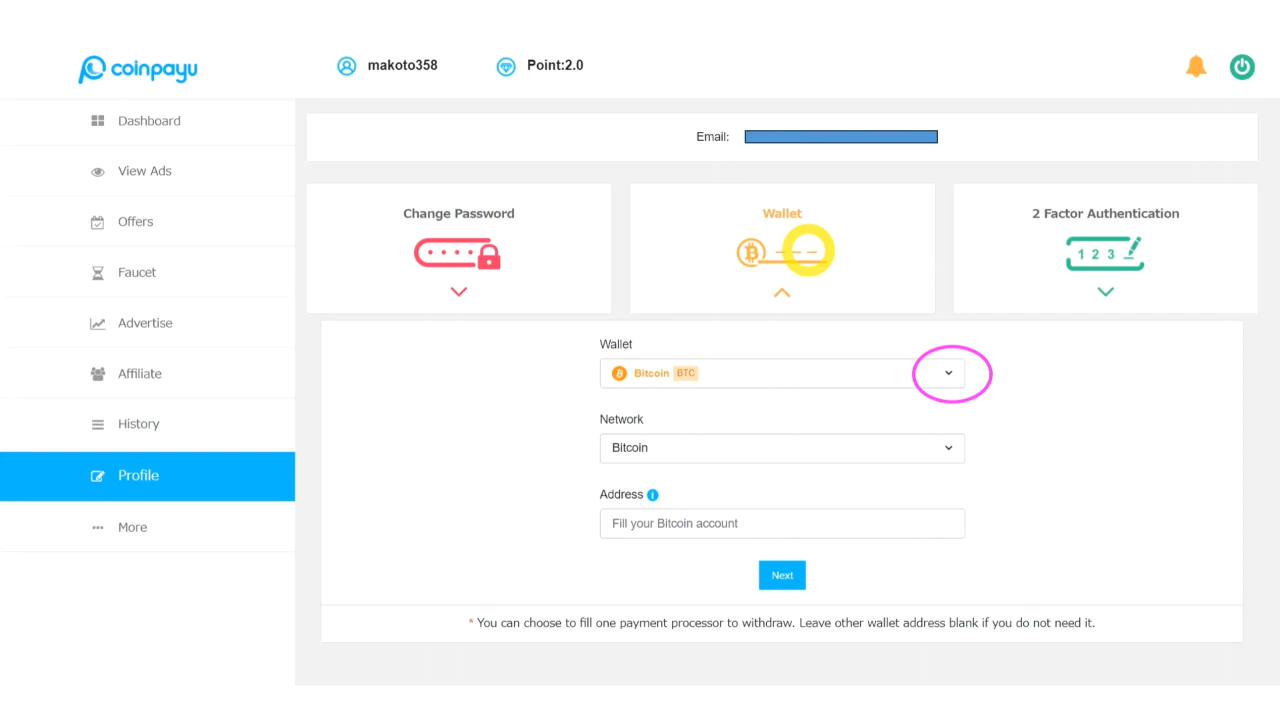 coinpayu
makoto358
Point:2.0
Dashboard
View Ads
Offers
Faucet
Advertise
Affiliate
History
Profile
More
Email:
Change Password
Wallet
2 Factor Authentication
1 2 3
Wallet
Bitcoin BTC
Network
Bitcoin
Address
Fill your Bitcoin account
Next
* You can choose to fill one payment processor to withdraw. Leave other wallet address blank if you do not need it.